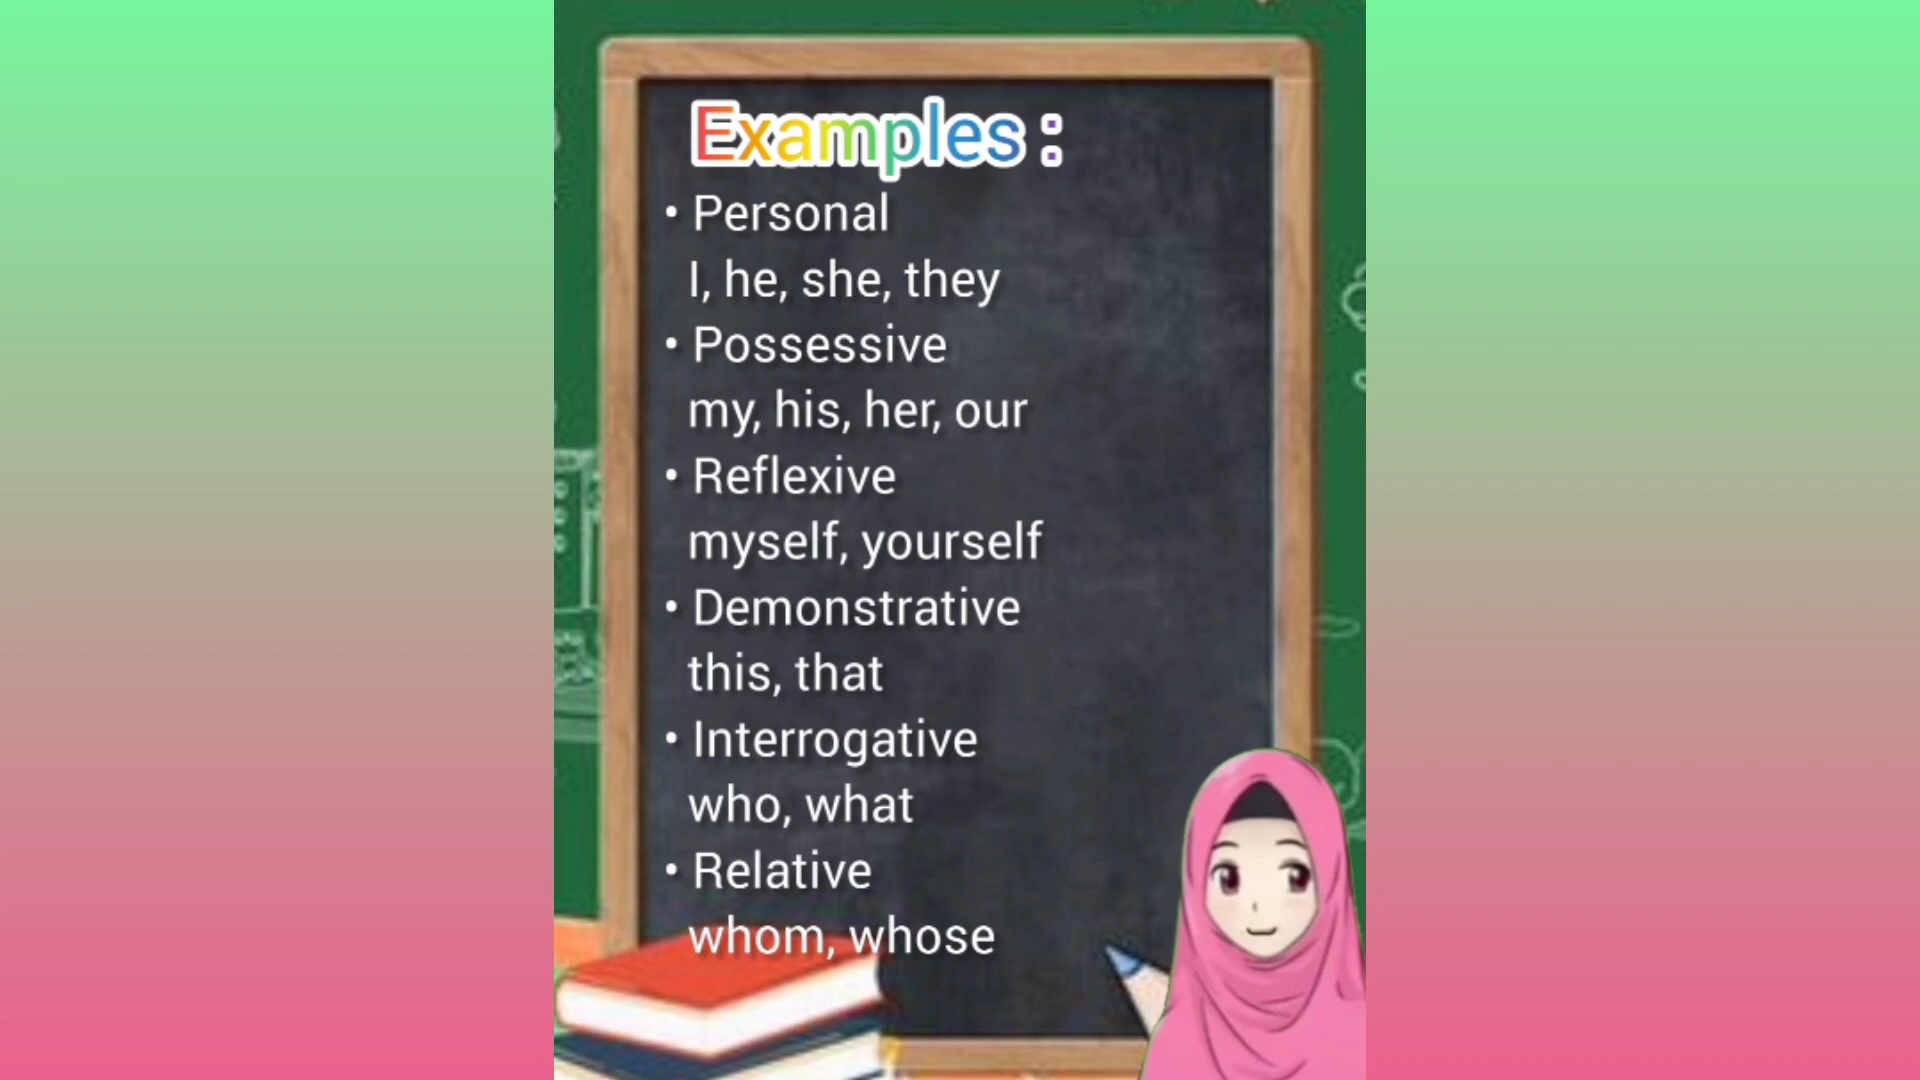 Examples :
• Personal
I, he, she, they
• Possessive
my, his, her, our
• Reflexive
myself, yourself
• Demonstrative
this, that
• Interrogative
who, what
• Relative
whom, whose